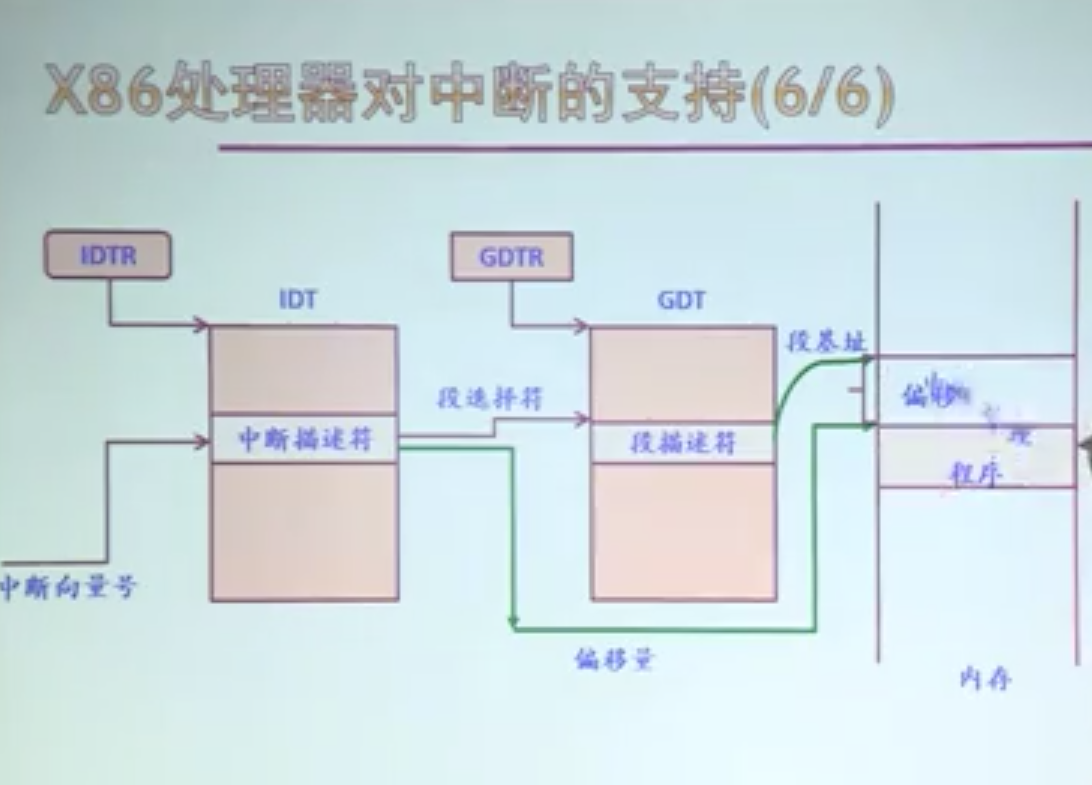 X86处理器对中断的支持(6/6)
IDTR
GDTR
IDT
GDT
段基址
段选择符
偏移
中断描述符
段描述符
理
程序
中断向量号
偏移量
内存